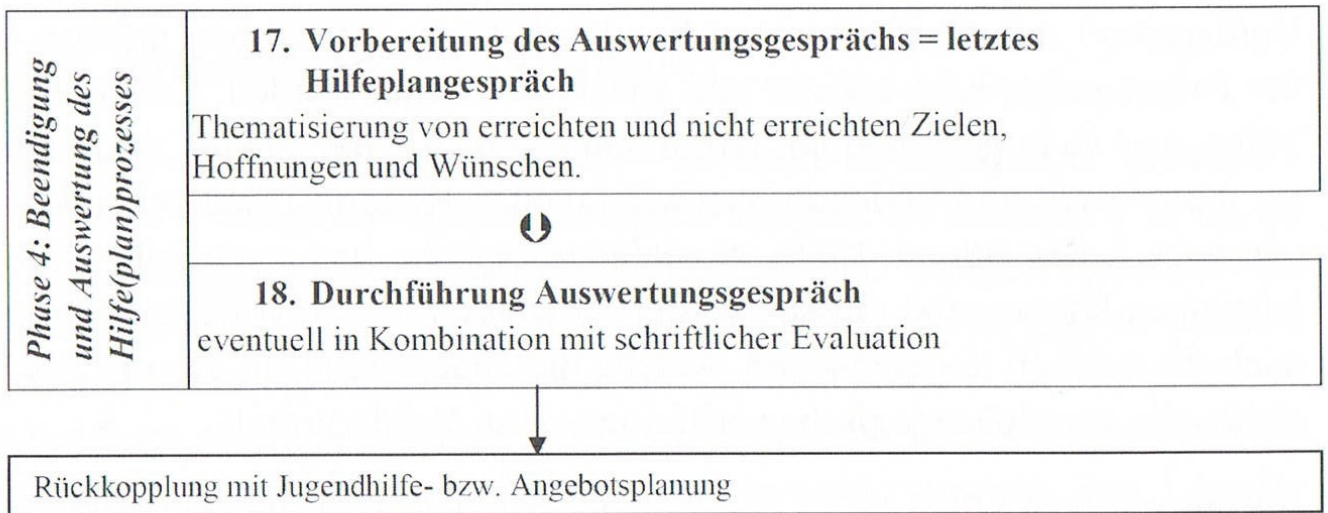 Phase 4: Beendigung
und Auswertung des
Hilfe(plan)prozesses
17. Vorbereitung des Auswertungsgesprächs = letztes
Hilfeplangespräch
Thematisierung von erreichten und nicht erreichten Zielen,
Hoffnungen und Wünschen.
18. Durchführung Auswertungsgespräch
eventuell in Kombination mit schriftlicher Evaluation
Rückkopplung mit Jugendhilfe- bzw. Angebotsplanung